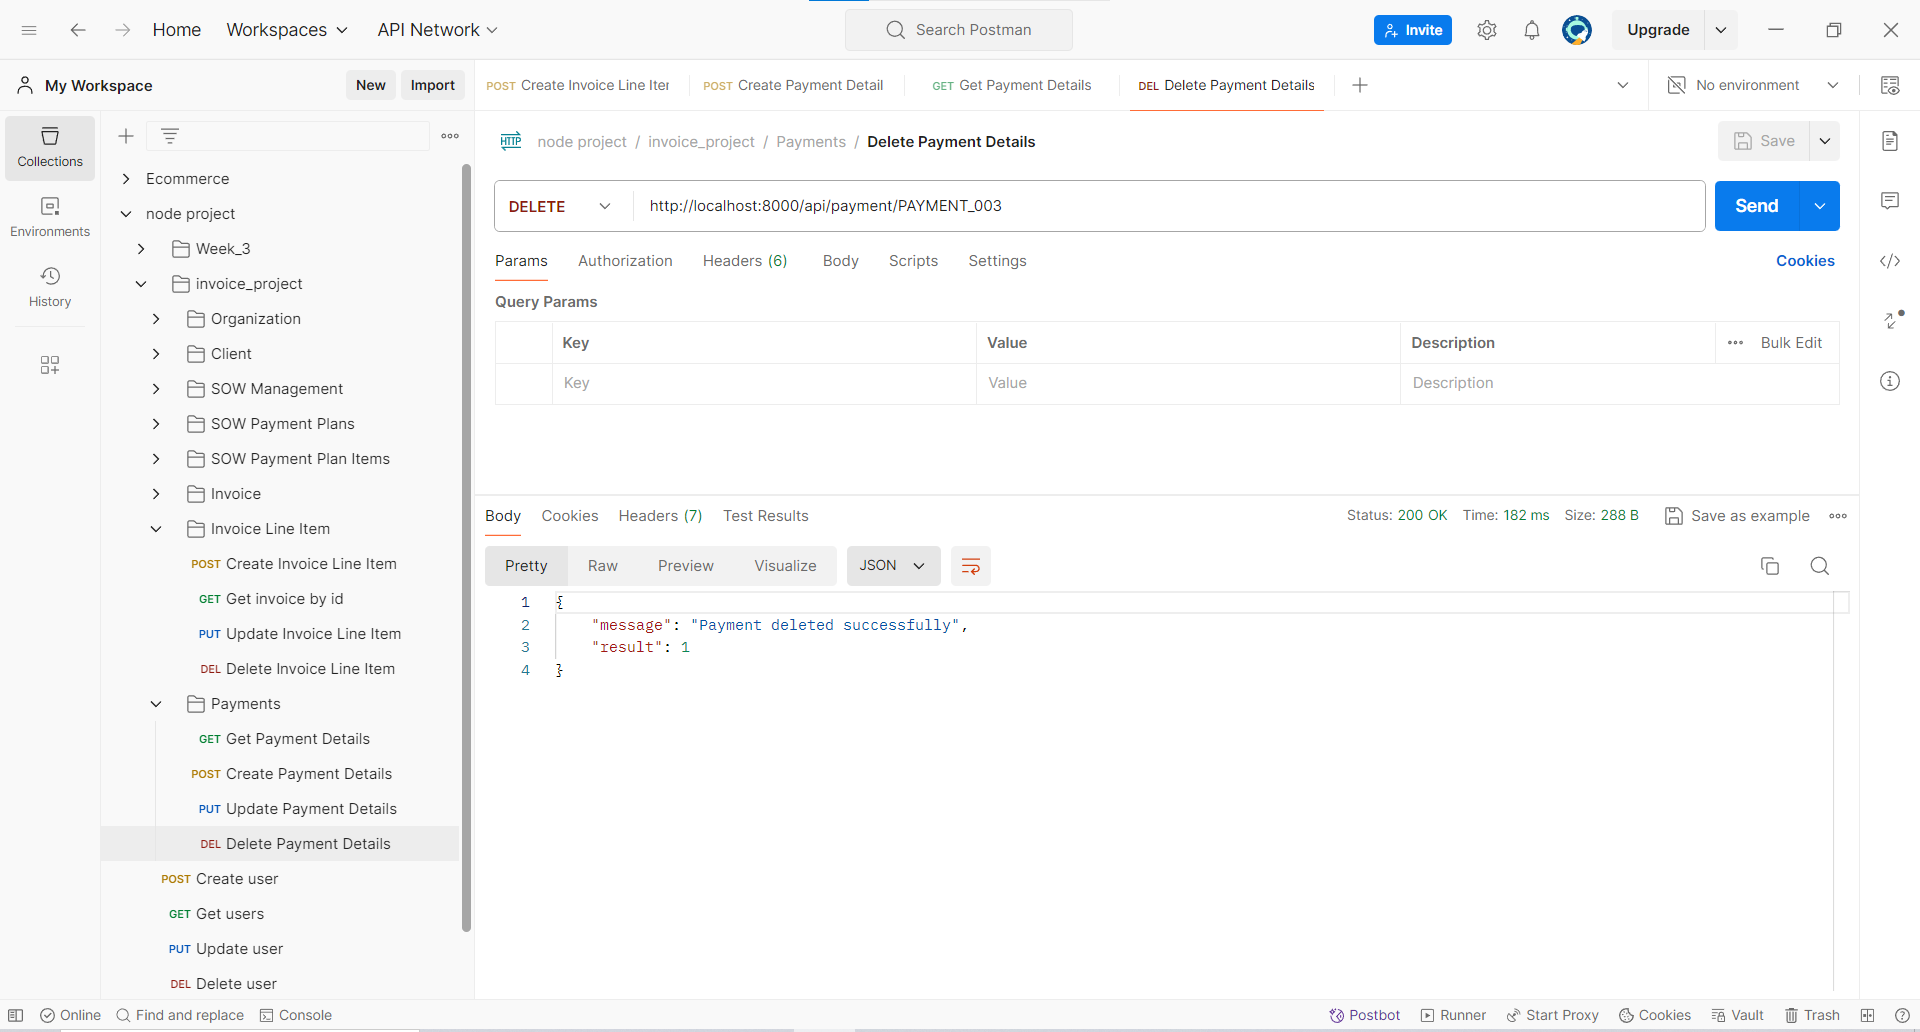 Home
Workspaces
API Network
Search Postman
Invite
Upgrade
My Workspace
New
Import
POST Create Invoice Line Iter
POST Create Payment Detail
GET Get Payment Details
DEL Delete Payment Details
No environment
Collections
Environments
History
Ecommerce
node project
Week_3
invoice_project
Organization
Client
SOW Management
SOW Payment Plans
SOW Payment Plan Items
Invoice
Invoice Line Item
POST Create Invoice Line Item
GET Get invoice by id
PUT Update Invoice Line Item
DEL Delete Invoice Line Item
Payments
GET Get Payment Details
POST Create Payment Details
PUT Update Payment Details
DEL Delete Payment Details
POST Create user
GET Get users
PUT Update user
DEL Delete user
HTTP node project / invoice_project / Payments / Delete Payment Details
Save
DELETE http://localhost:8000/api/payment/PAYMENT_003
Send
Params Authorization Headers (6) Body Scripts Settings Cookies
Query Params
Key Value Description Bulk Edit
Key Value Description
Body Cookies Headers (7) Test Results Status: 200 OK Time: 182 ms Size: 288 B Save as example
Pretty Raw Preview Visualize JSON
1 {
2 "message": "Payment deleted successfully",
3 "result": 1
4 }
Online Find and replace Console Postbot Runner Start Proxy Cookies Vault Trash